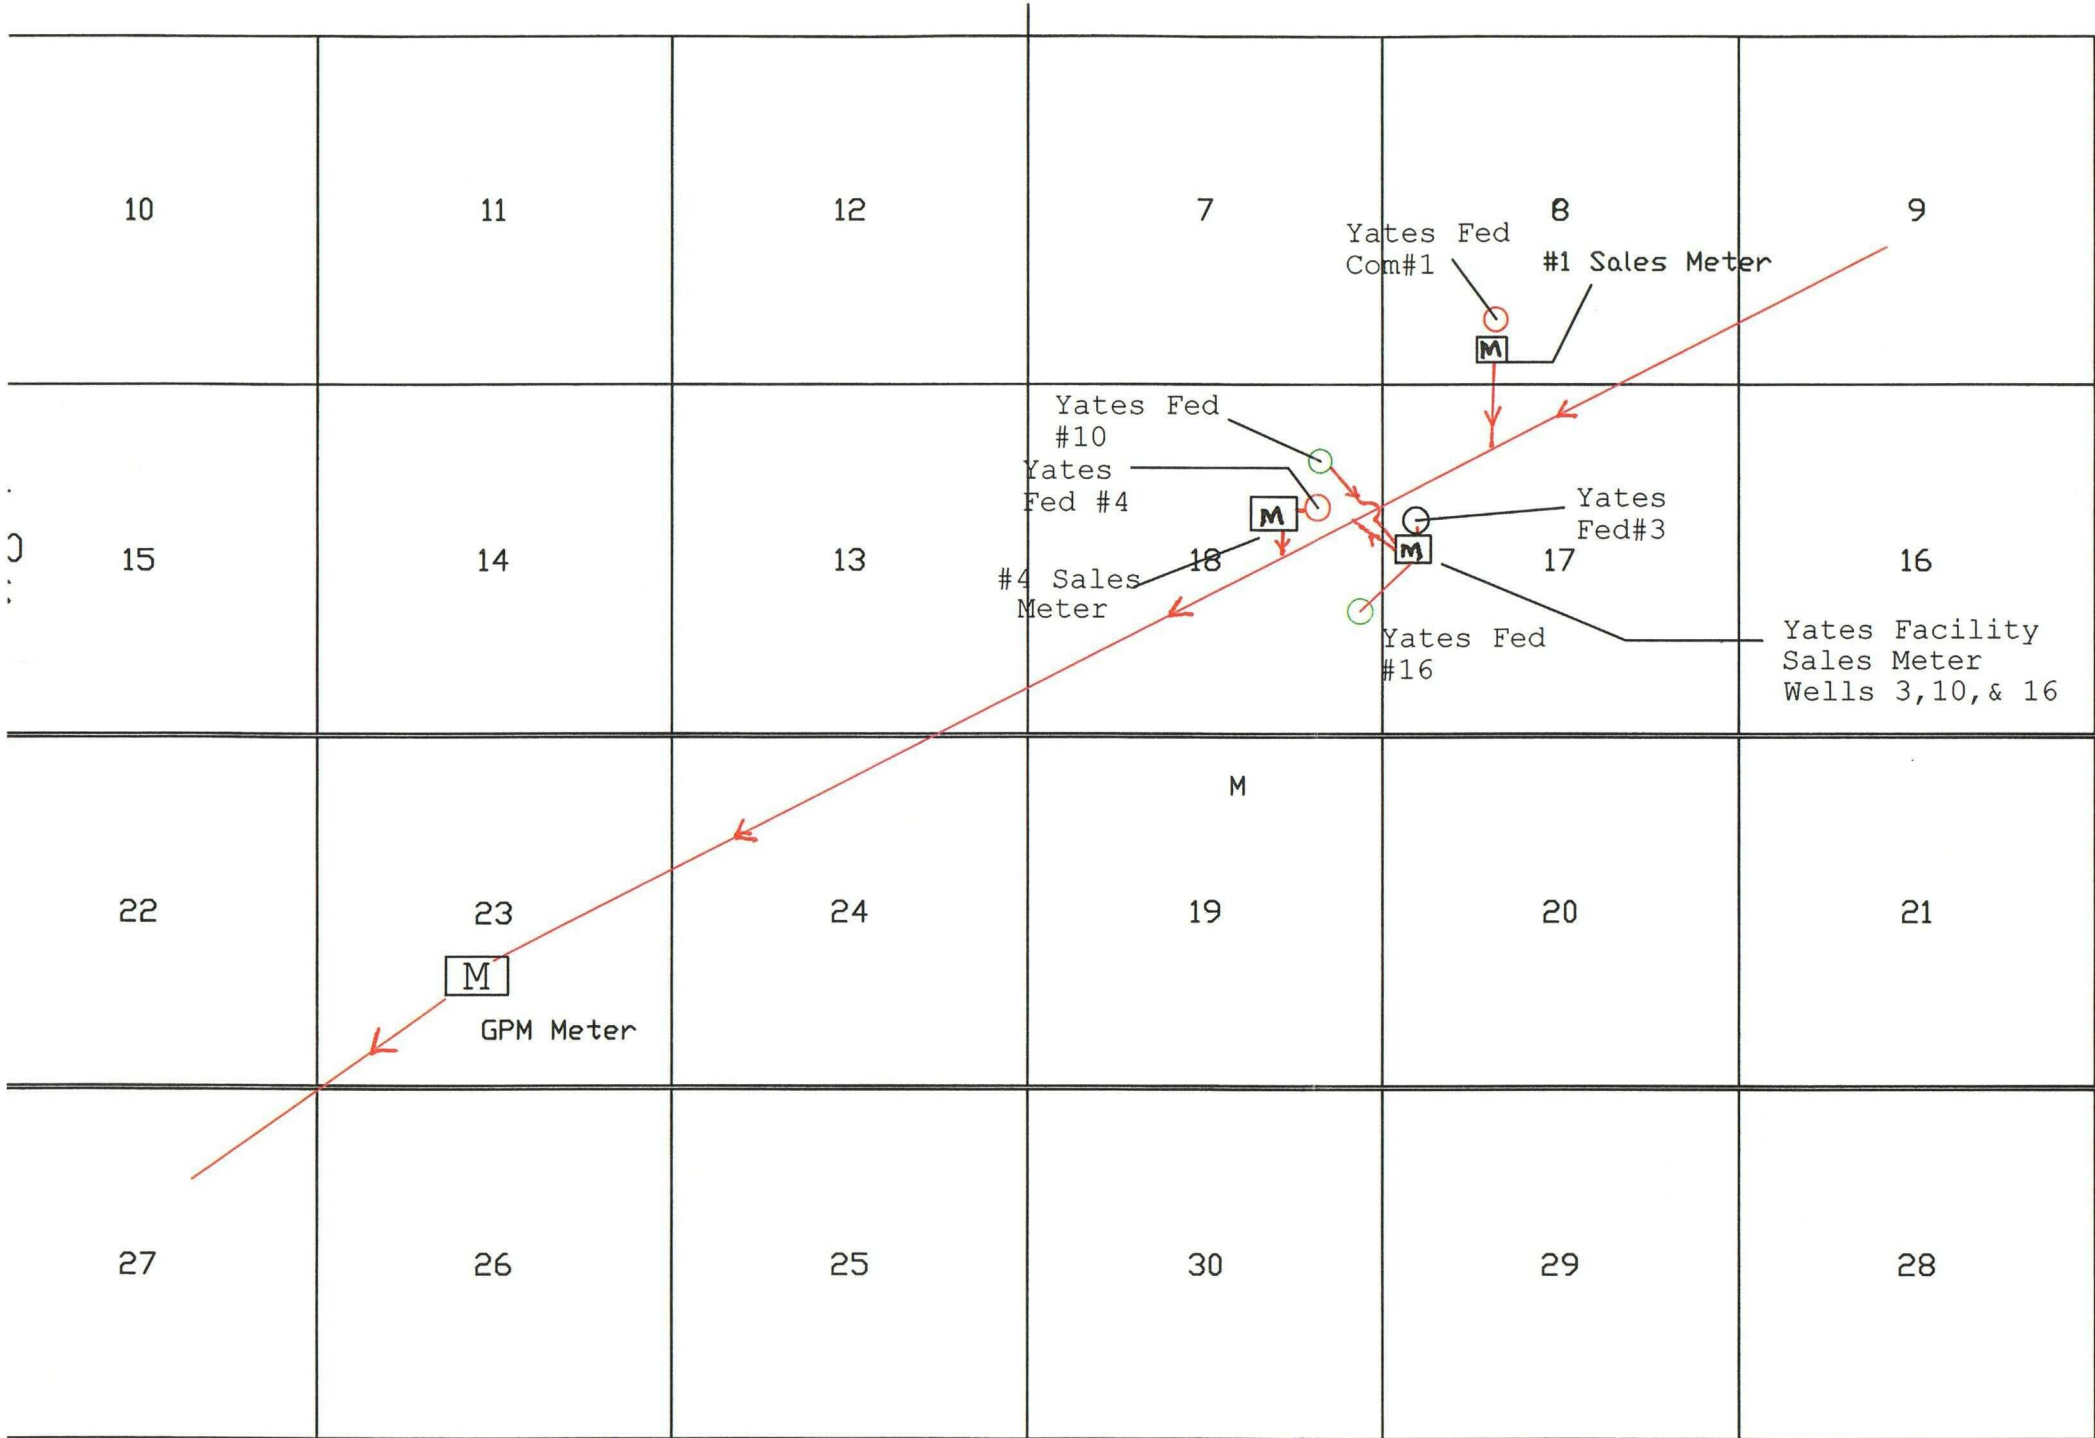 10
11
12
7
8
9
Yates Fed
Com#1
#1 Sales Meter
M
Yates Fed
#10
Yates
Fed #4
M
Yates
Fed#3
M
15
14
13
18
17
16
#4 Sales
Meter
Yates Fed
#16
Yates Facility
Sales Meter
Wells 3,10,& 16
M
22
23
24
19
20
21
M
GPM Meter
27
26
25
30
29
28